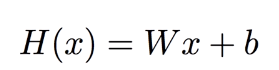 H(x) = Wx + b